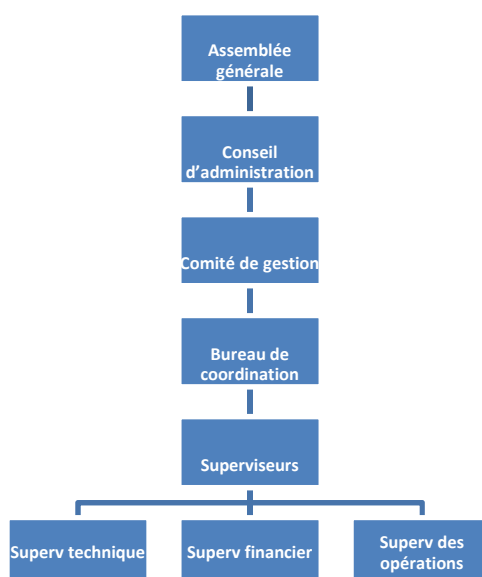 Assemblée
générale
Conseil
d’administration
Comité de gestion
Bureau de
coordination
Superviseurs
Superv technique
Superv financier
Superv des
opérations